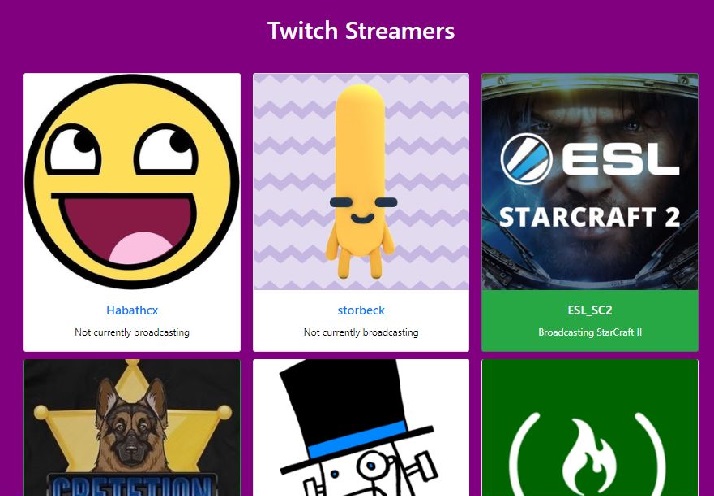 Twitch Streamers
ESL
STARCRAFT 2
Habathcx
storbeck
ESL_SC2
Not currently broadcasting
Not currently broadcasting
Broadcasting StarCraft II
CRETETION